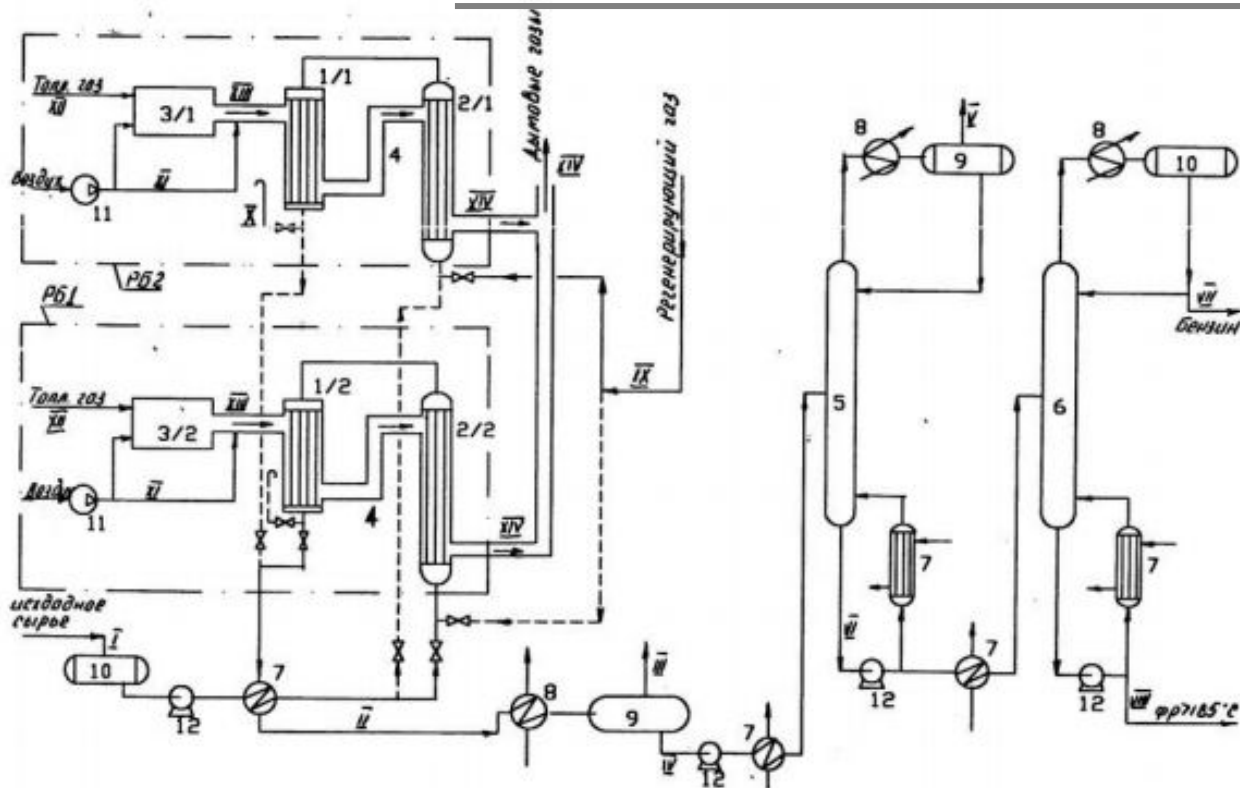 Дымовые газы
Регенерирующий газ
1/1
XIII
2/1
Топл. газ
XII
3/1
4
XIV
8
V
9
8
10
Воздух
11
XI
X
XIV
РБ2
РБ1
VII
бензин
IX
1/2
Топл. газ
XII
3/2
XIII
2/2
5
6
11
XI
4
XIV
7
7
исходное
сырье
I
10
12
7
II
8
III
9
IV
12
7
VI
12
7
12
VIII
фр>185°С